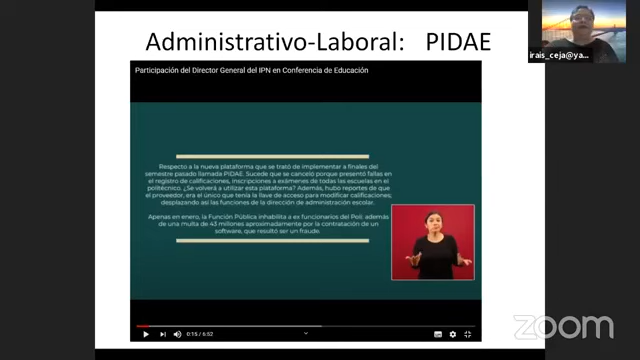 Administrativo-Laboral: PIDAE
irais_ceja@ya...
Participación del Director General del IPN en Conferencia de Educación
Respecto a la nueva plataforma que se trató de implementar a finales del
semestre pasado llamada PIDAE. Sucede que se canceló porque presentó fallas en
el registro de calificaciones, inscripciones a exámenes de todas las escuelas en el
politécnico. ¿Se volverá a utilizar esta plataforma? Además, hubo reportes de que
el proveedor, era el único que tenía la llave de acceso para modificar calificaciones;
desplazando así las funciones de la dirección de administración escolar.
Apenas en enero, la Función Pública inhabilita a ex funcionarios del Poli; además
de una multa de 43 millones aproximadamente por la contratación de un
software, que resultó ser un fraude.
0:15 / 6:52
zoom